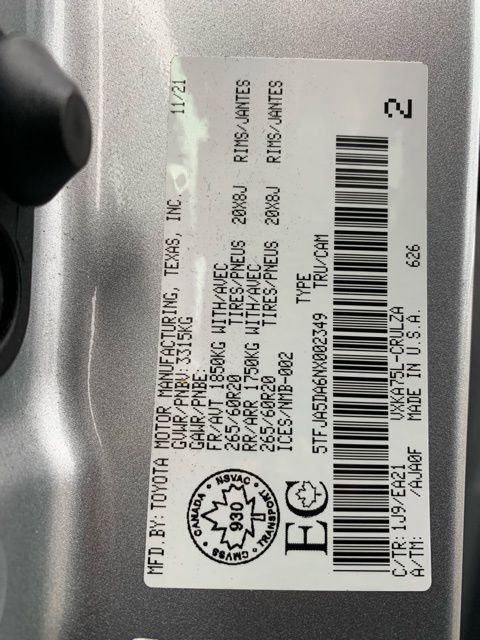 MFD.BY:TOYOTA MOTOR MANUFACTURING, TEXAS, INC. 11/21
GVWR/PNBV:3315KG
GAWR/PNBE:
FR/AVT 1850KG WITH/AVEC
265/60R20 TIRES/PNEUS 20X8J RIMS/JANTES
RR/ARR 1750KG WITH/AVEC
265/60R20 TIRES/PNEUS 20X8J RIMS/JANTES
ICES/NMB-002
CANADA
NSVAC
TRANSPORT
CMVSS
930
EC
5TFJA5DA6NX002349 TYPE TRU/CAM
2
C/TR:1J9/EA21 VXKA75L-CRULZA
A/TM: /AJA0F MADE IN U.S.A. 626